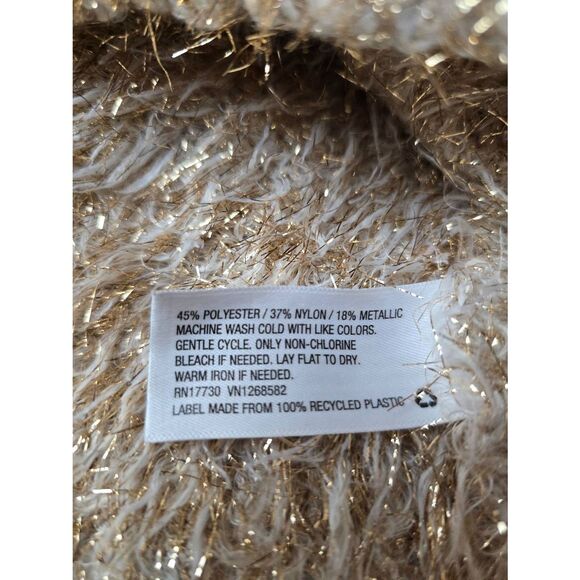 45% POLYESTER / 37% NYLON / 18% METALLIC
MACHINE WASH COLD WITH LIKE COLORS.
GENTLE CYCLE. ONLY NON-CHLORINE
BLEACH IF NEEDED. LAY FLAT TO DRY.
WARM IRON IF NEEDED.
RN17730 VN1268582
LABEL MADE FROM 100% RECYCLED PLASTIC